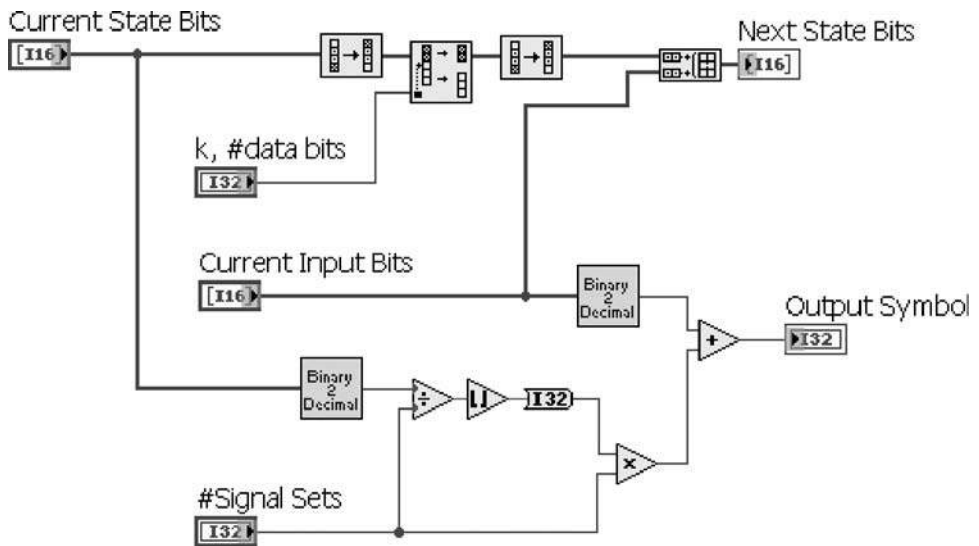 Current State Bits
[I16]
Next State Bits
[I16]
k, #data bits
I32
Current Input Bits
[I16]
Binary
2
Decimal
Output Symbol
+
I32
Binary
2
Decimal
÷
I32
×
#Signal Sets
I32